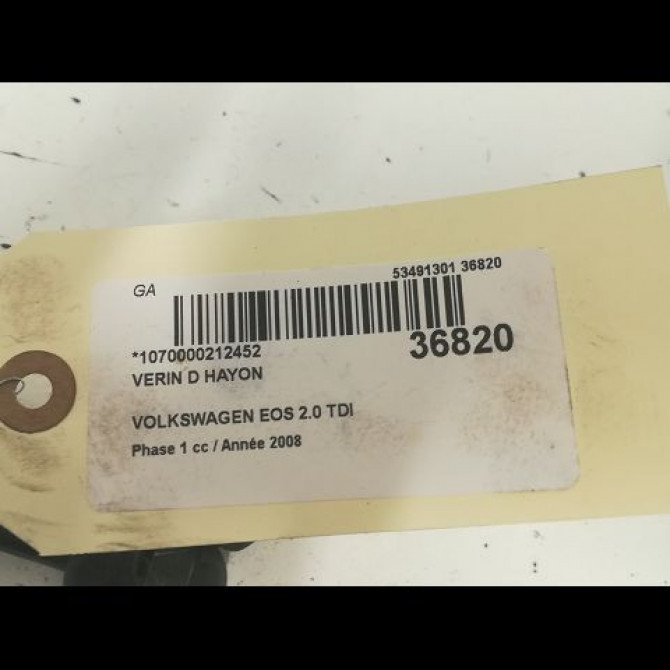 GA
53491301 36820
*1070000212452
36820
VERIN D HAYON
VOLKSWAGEN EOS 2.0 TDI
Phase 1 cc / Année 2008